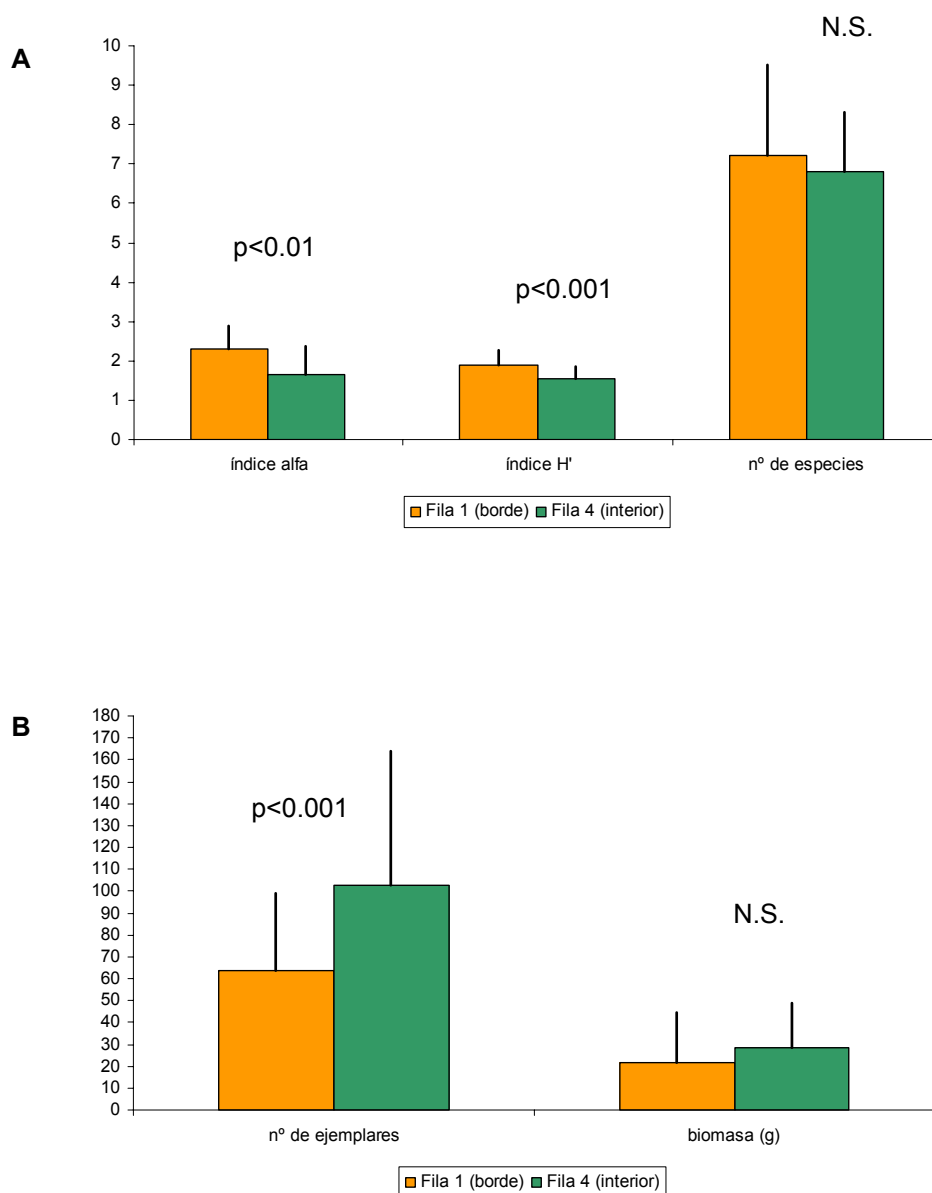 A
N.S.
10
9
8
7
6
5
4
3
2
1
0
p<0.01
p<0.001
índice alfa índice H' nº de especies
Fila 1 (borde) Fila 4 (interior)
B
180
170
160
150
140
130
120
110
100
90
80
70
60
50
40
30
20
10
0
p<0.001
N.S.
nº de ejemplares biomasa (g)
Fila 1 (borde) Fila 4 (interior)